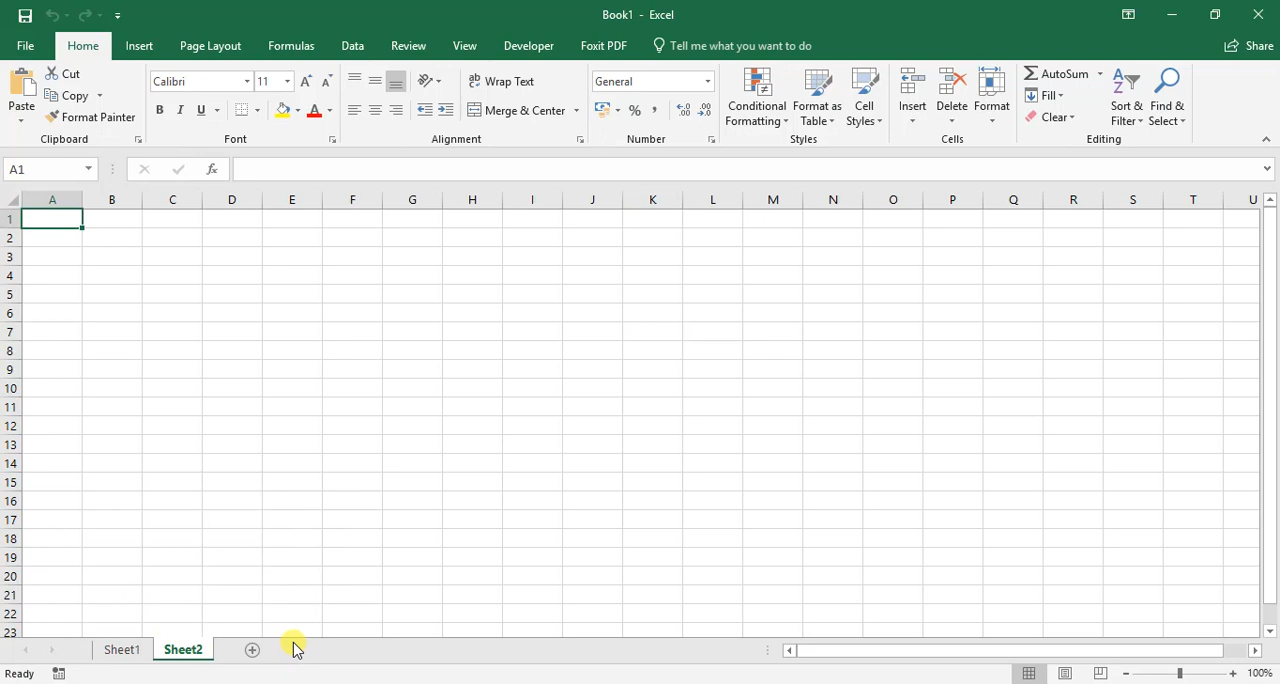 Book1 - Excel
File Home Insert Page Layout Formulas Data Review View Developer Foxit PDF Tell me what you want to do Share
Paste
Cut
Copy
Format Painter
Clipboard
Calibri 11
B I U A
Font
Wrap Text
Merge & Center
Alignment
General
% ,
Number
Conditional Formatting
Format as Table
Cell Styles
Styles
Insert
Delete
Format
Cells
AutoSum
Fill
Clear
Sort & Filter
Find & Select
Editing
A1 fx
A B C D E F G H I J K L M N O P Q R S T U
1
2
3
4
5
6
7
8
9
10
11
12
13
14
15
16
17
18
19
20
21
22
23
Sheet1 Sheet2
Ready 100%